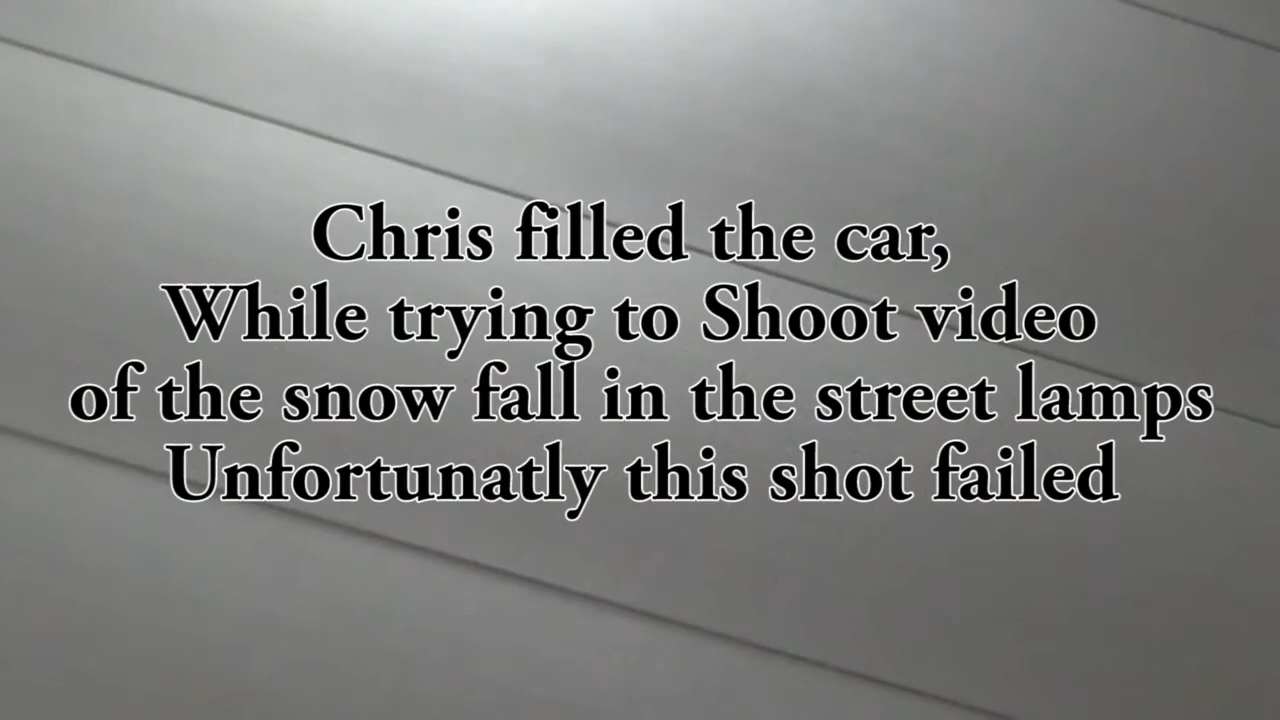 Chris filled the car,
While trying to Shoot video
of the snow fall in the street lamps
Unfortunatly this shot failed